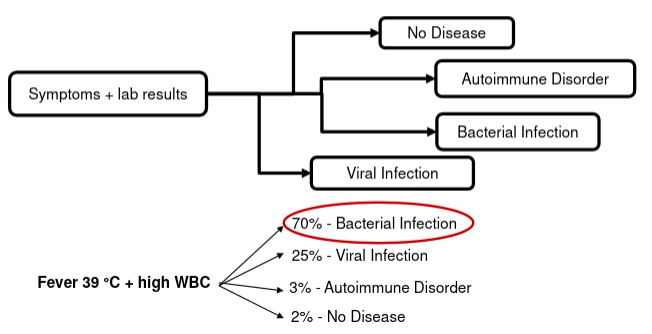 No Disease
Autoimmune Disorder
Symptoms + lab results
Bacterial Infection
Viral Infection
70% - Bacterial Infection
25% - Viral Infection
Fever 39 °C + high WBC
3% - Autoimmune Disorder
2% - No Disease